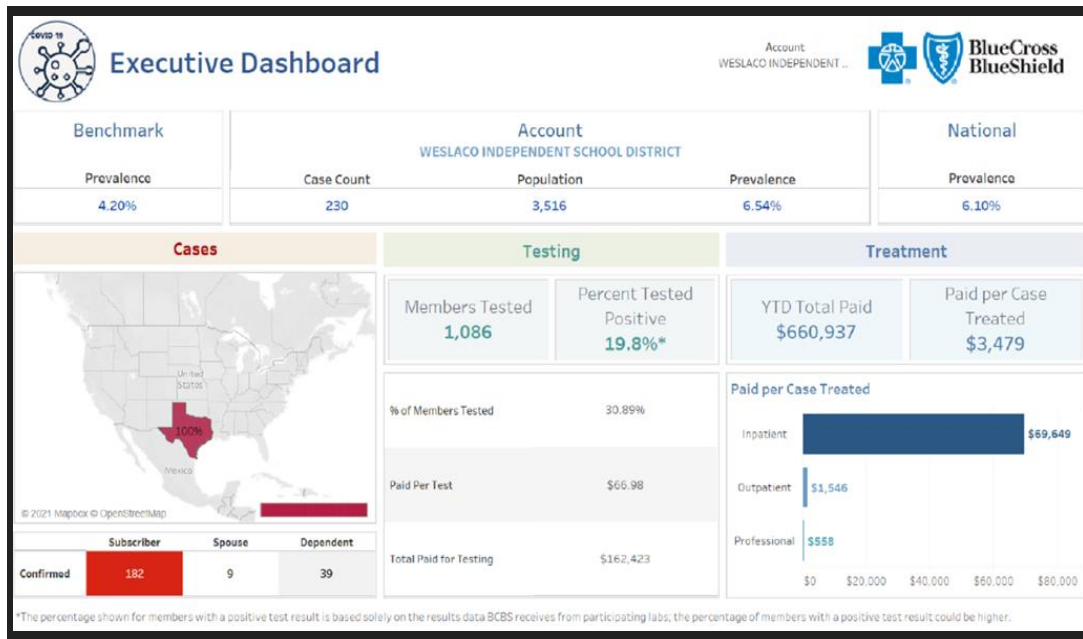 COVID 19
Executive Dashboard
Account
WESLACO INDEPENDENT ...
BlueCross
BlueShield
Benchmark
Prevalence
4.20%
Account
WESLACO INDEPENDENT SCHOOL DISTRICT
Case Count Population Prevalence
230 3,516 6.54%
National
Prevalence
6.10%
Cases
United
States
100%
Mexico
© 2021 Mapbox © OpenStreetMap
Subscriber Spouse Dependent
Confirmed 182 9 39
Testing
Members Tested
1,086
Percent Tested
Positive
19.8%*
% of Members Tested 30.89%
Paid Per Test $66.98
Total Paid for Testing $162,423
Treatment
YTD Total Paid
$660,937
Paid per Case
Treated
$3,479
Paid per Case Treated
Inpatient $69,649
Outpatient $1,546
Professional $558
$0 $20,000 $40,000 $60,000 $80,000
*The percentage shown for members with a positive test result is based solely on the results data BCBS receives from participating labs; the percentage of members with a positive test result could be higher.